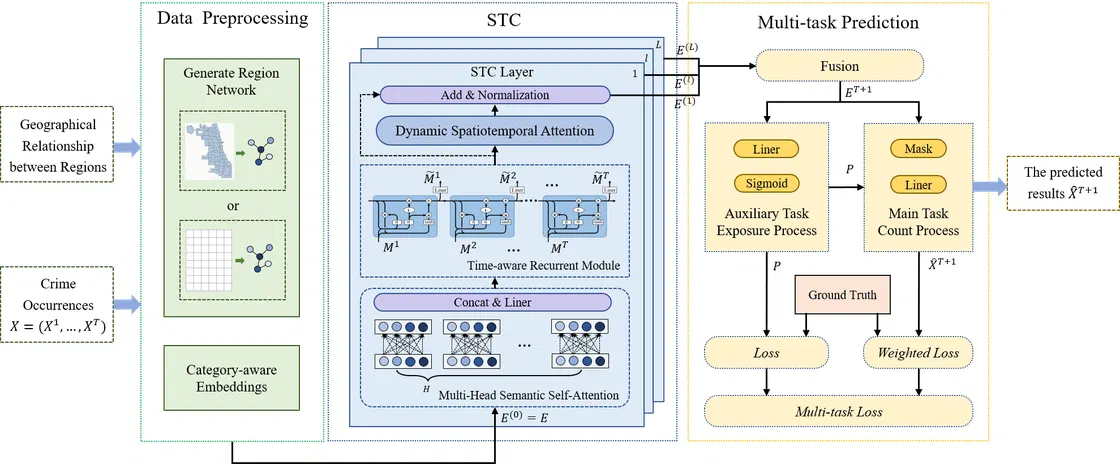 Data Preprocessing
STC
Multi-task Prediction
Geographical
Relationship
between Regions
Crime
Occurrences
X = (X^1, ..., X^T)
Generate Region
Network
or
Category-aware
Embeddings
L
l
1
STC Layer
Add & Normalization
Dynamic Spatiotemporal Attention
M̃^1
M̃^2
...
M̃^T
Liner
Liner
Liner
M^1
M^2
...
M^T
Time-aware Recurrent Module
Concat & Liner
...
H
Multi-Head Semantic Self-Attention
E^(0) = E
E^(L)
E^(l)
E^(1)
Fusion
E^{T+1}
Liner
Sigmoid
Auxiliary Task
Exposure Process
P
Mask
Liner
Main Task
Count Process
The predicted
results X̂^{T+1}
P
X̂^{T+1}
Ground Truth
Loss
Weighted Loss
Multi-task Loss